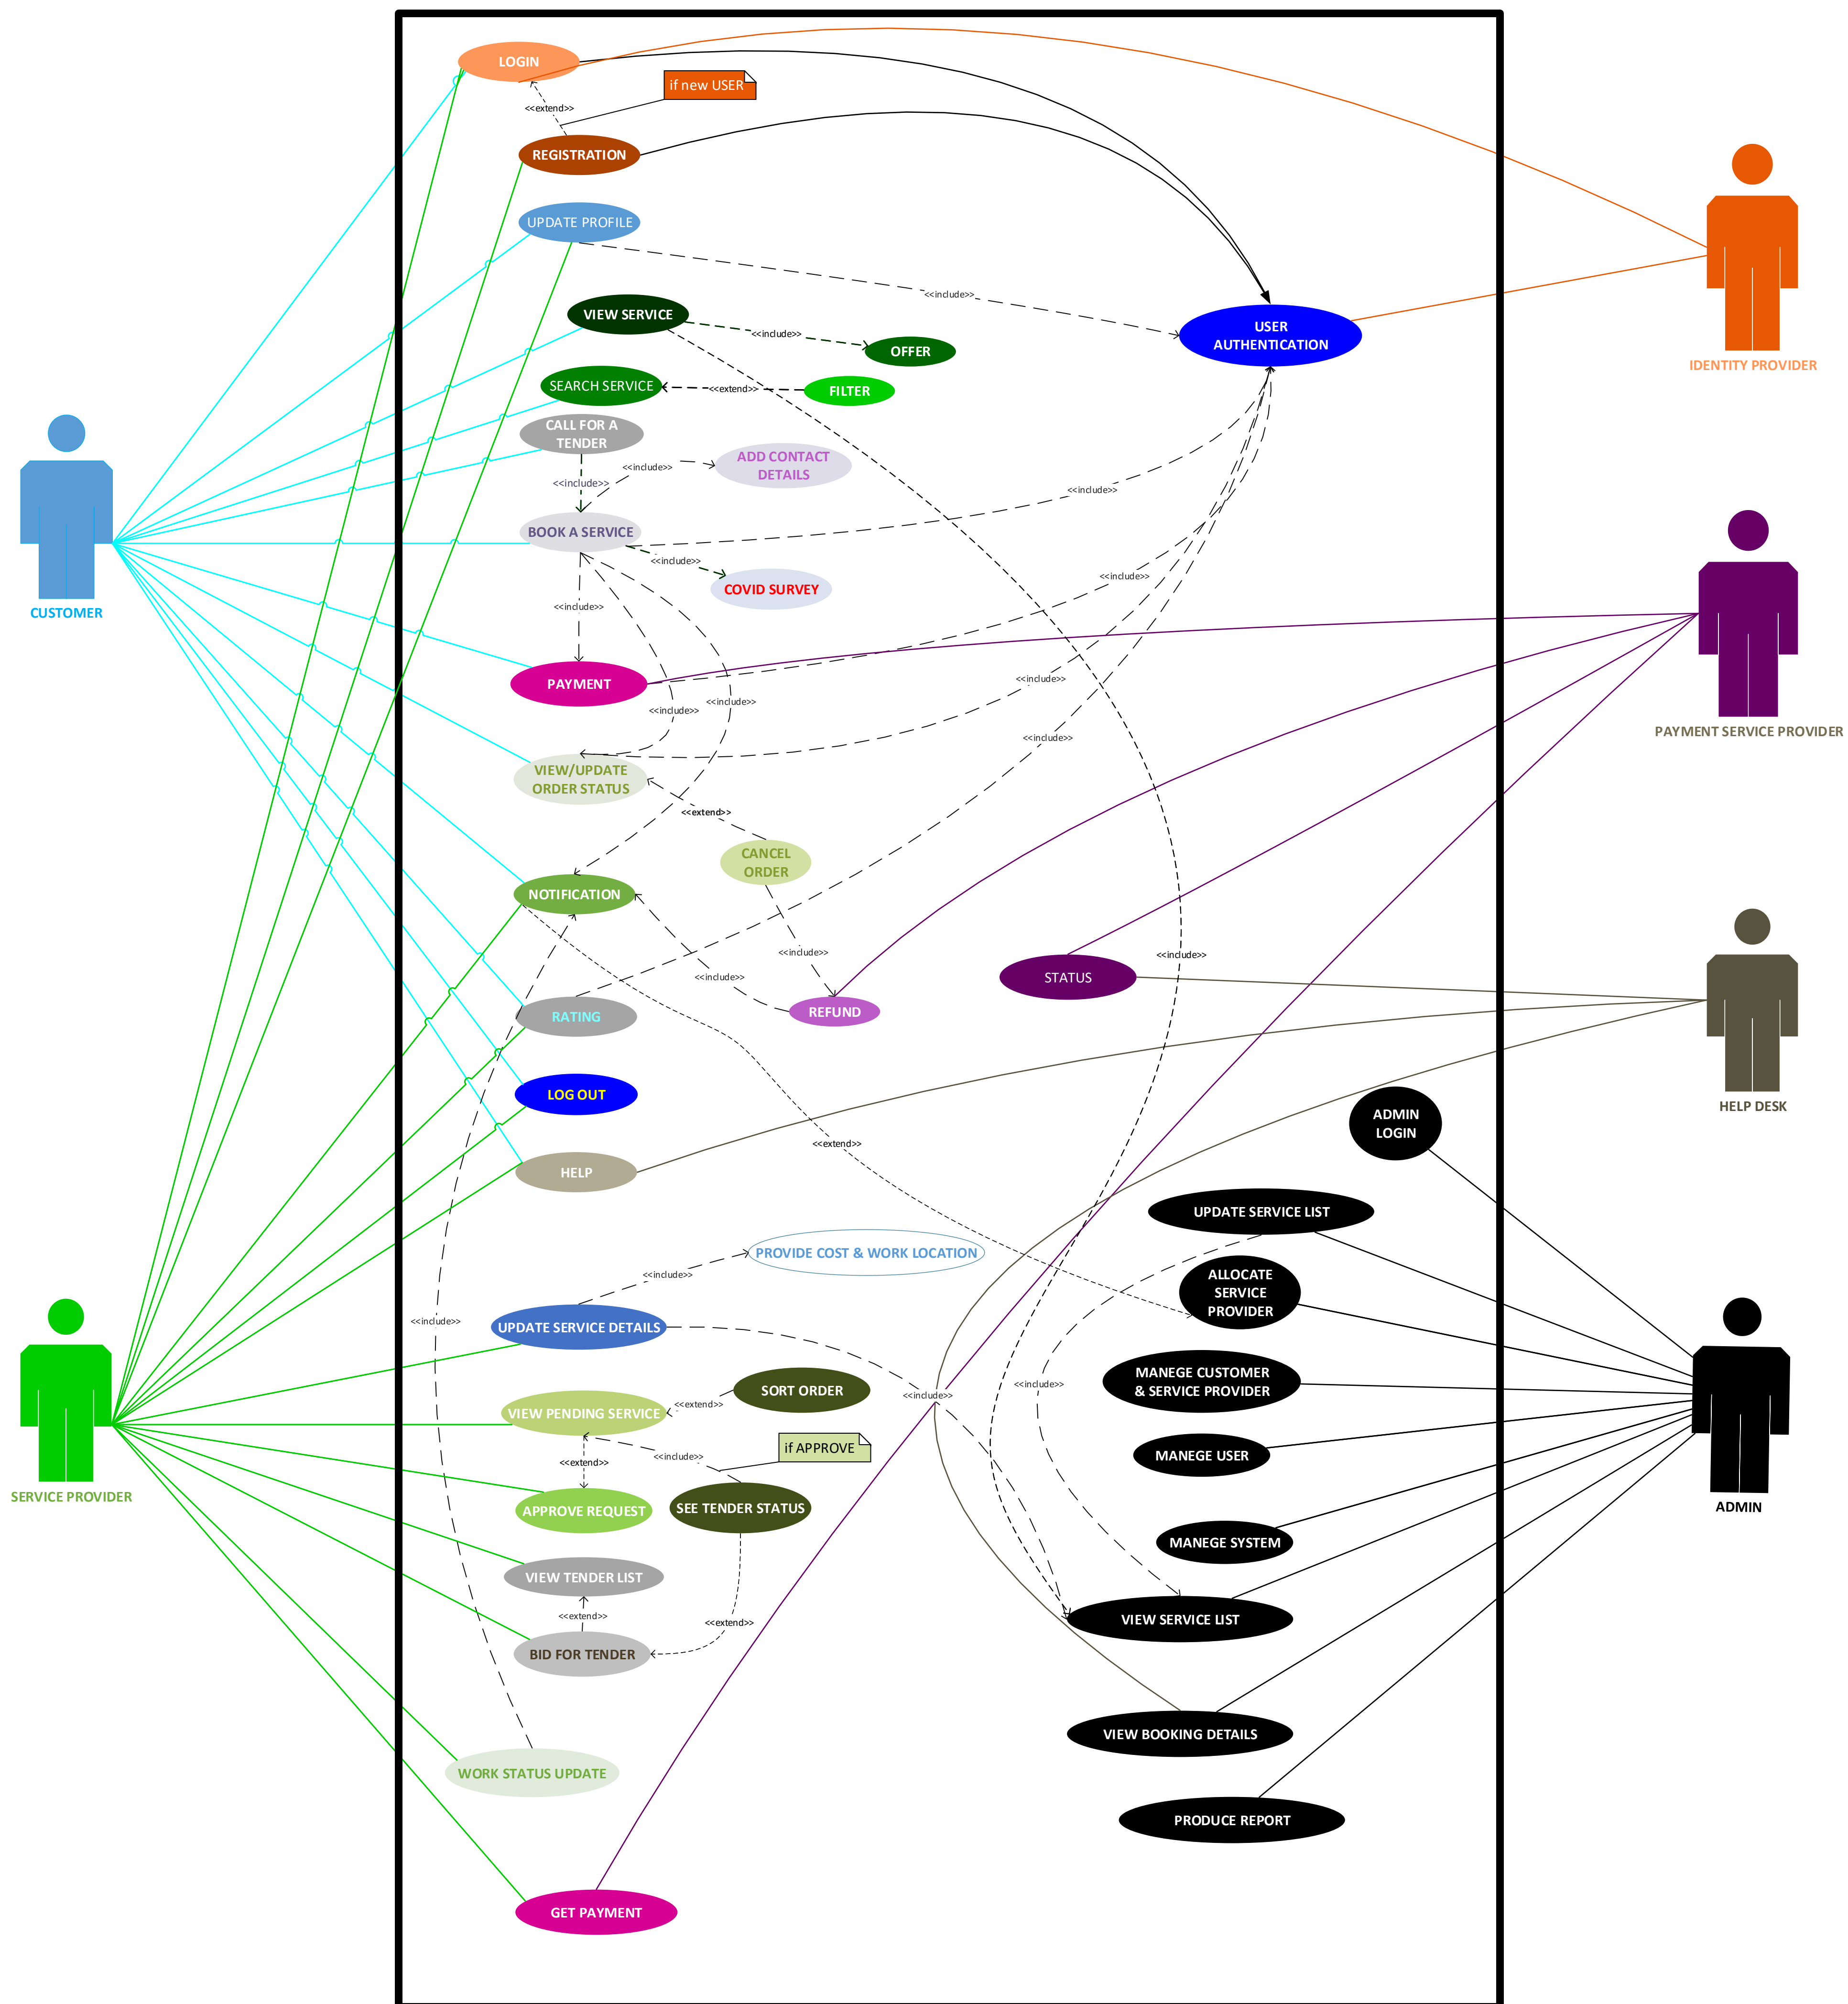 LOGIN
if new USER
<<extend>>
REGISTRATION
UPDATE PROFILE
<<include>>
VIEW SERVICE
<<include>>
OFFER
USER
AUTHENTICATION
IDENTITY PROVIDER
SEARCH SERVICE
<<extend>>
FILTER
CALL FOR A
TENDER
<<include>>
ADD CONTACT
DETAILS
<<include>>
<<include>>
BOOK A SERVICE
<<include>>
COVID SURVEY
<<include>>
<<include>>
CUSTOMER
PAYMENT
<<include>>
<<include>>
<<include>>
<<include>>
PAYMENT SERVICE PROVIDER
VIEW/UPDATE
ORDER STATUS
<<extend>>
CANCEL
ORDER
NOTIFICATION
<<include>>
<<include>>
<<include>>
STATUS
RATING
REFUND
LOG OUT
HELP DESK
ADMIN
LOGIN
<<extend>>
HELP
UPDATE SERVICE LIST
PROVIDE COST & WORK LOCATION
<<include>>
ALLOCATE
SERVICE
PROVIDER
<<include>>
UPDATE SERVICE DETAILS
MANEGE CUSTOMER
& SERVICE PROVIDER
<<include>>
<<include>>
SORT ORDER
<<extend>>
VIEW PENDING SERVICE
if APPROVE
<<include>>
<<extend>>
MANEGE USER
SERVICE PROVIDER
APPROVE REQUEST
SEE TENDER STATUS
ADMIN
MANEGE SYSTEM
VIEW TENDER LIST
<<extend>>
<<extend>>
VIEW SERVICE LIST
BID FOR TENDER
VIEW BOOKING DETAILS
WORK STATUS UPDATE
PRODUCE REPORT
GET PAYMENT